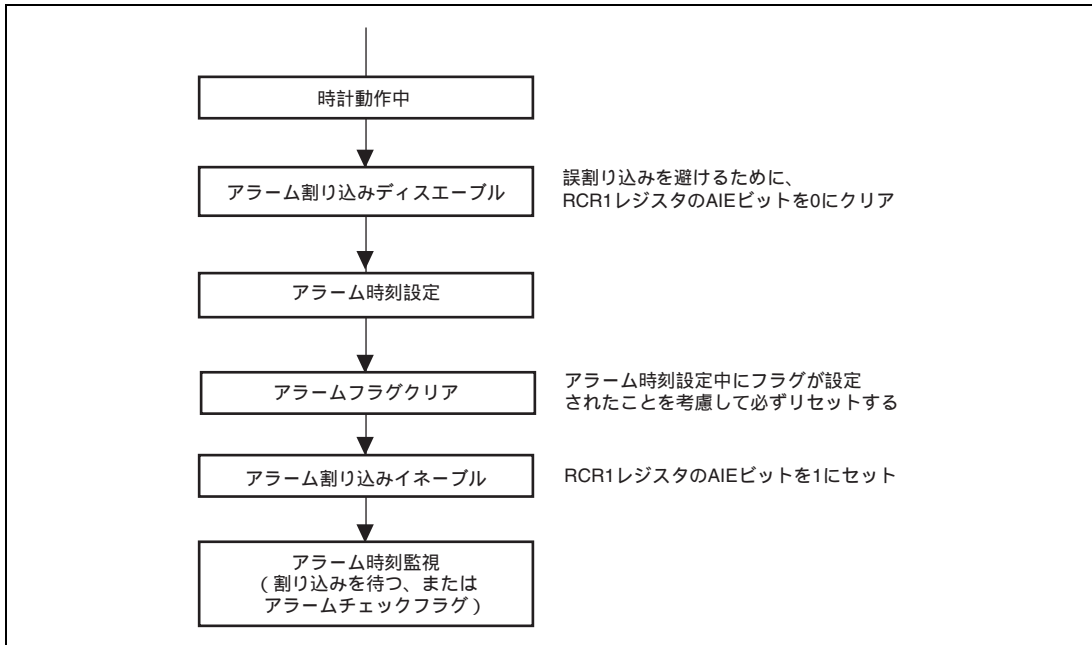 時計動作中
アラーム割り込みディスエーブル
誤割り込みを避けるために、
RCR1レジスタのAIEビットを0にクリア
アラーム時刻設定
アラームフラグクリア
アラーム時刻設定中にフラグが設定
されたことを考慮して必ずリセットする
アラーム割り込みイネーブル
RCR1レジスタのAIEビットを1にセット
アラーム時刻監視
（割り込みを待つ、または
アラームチェックフラグ）